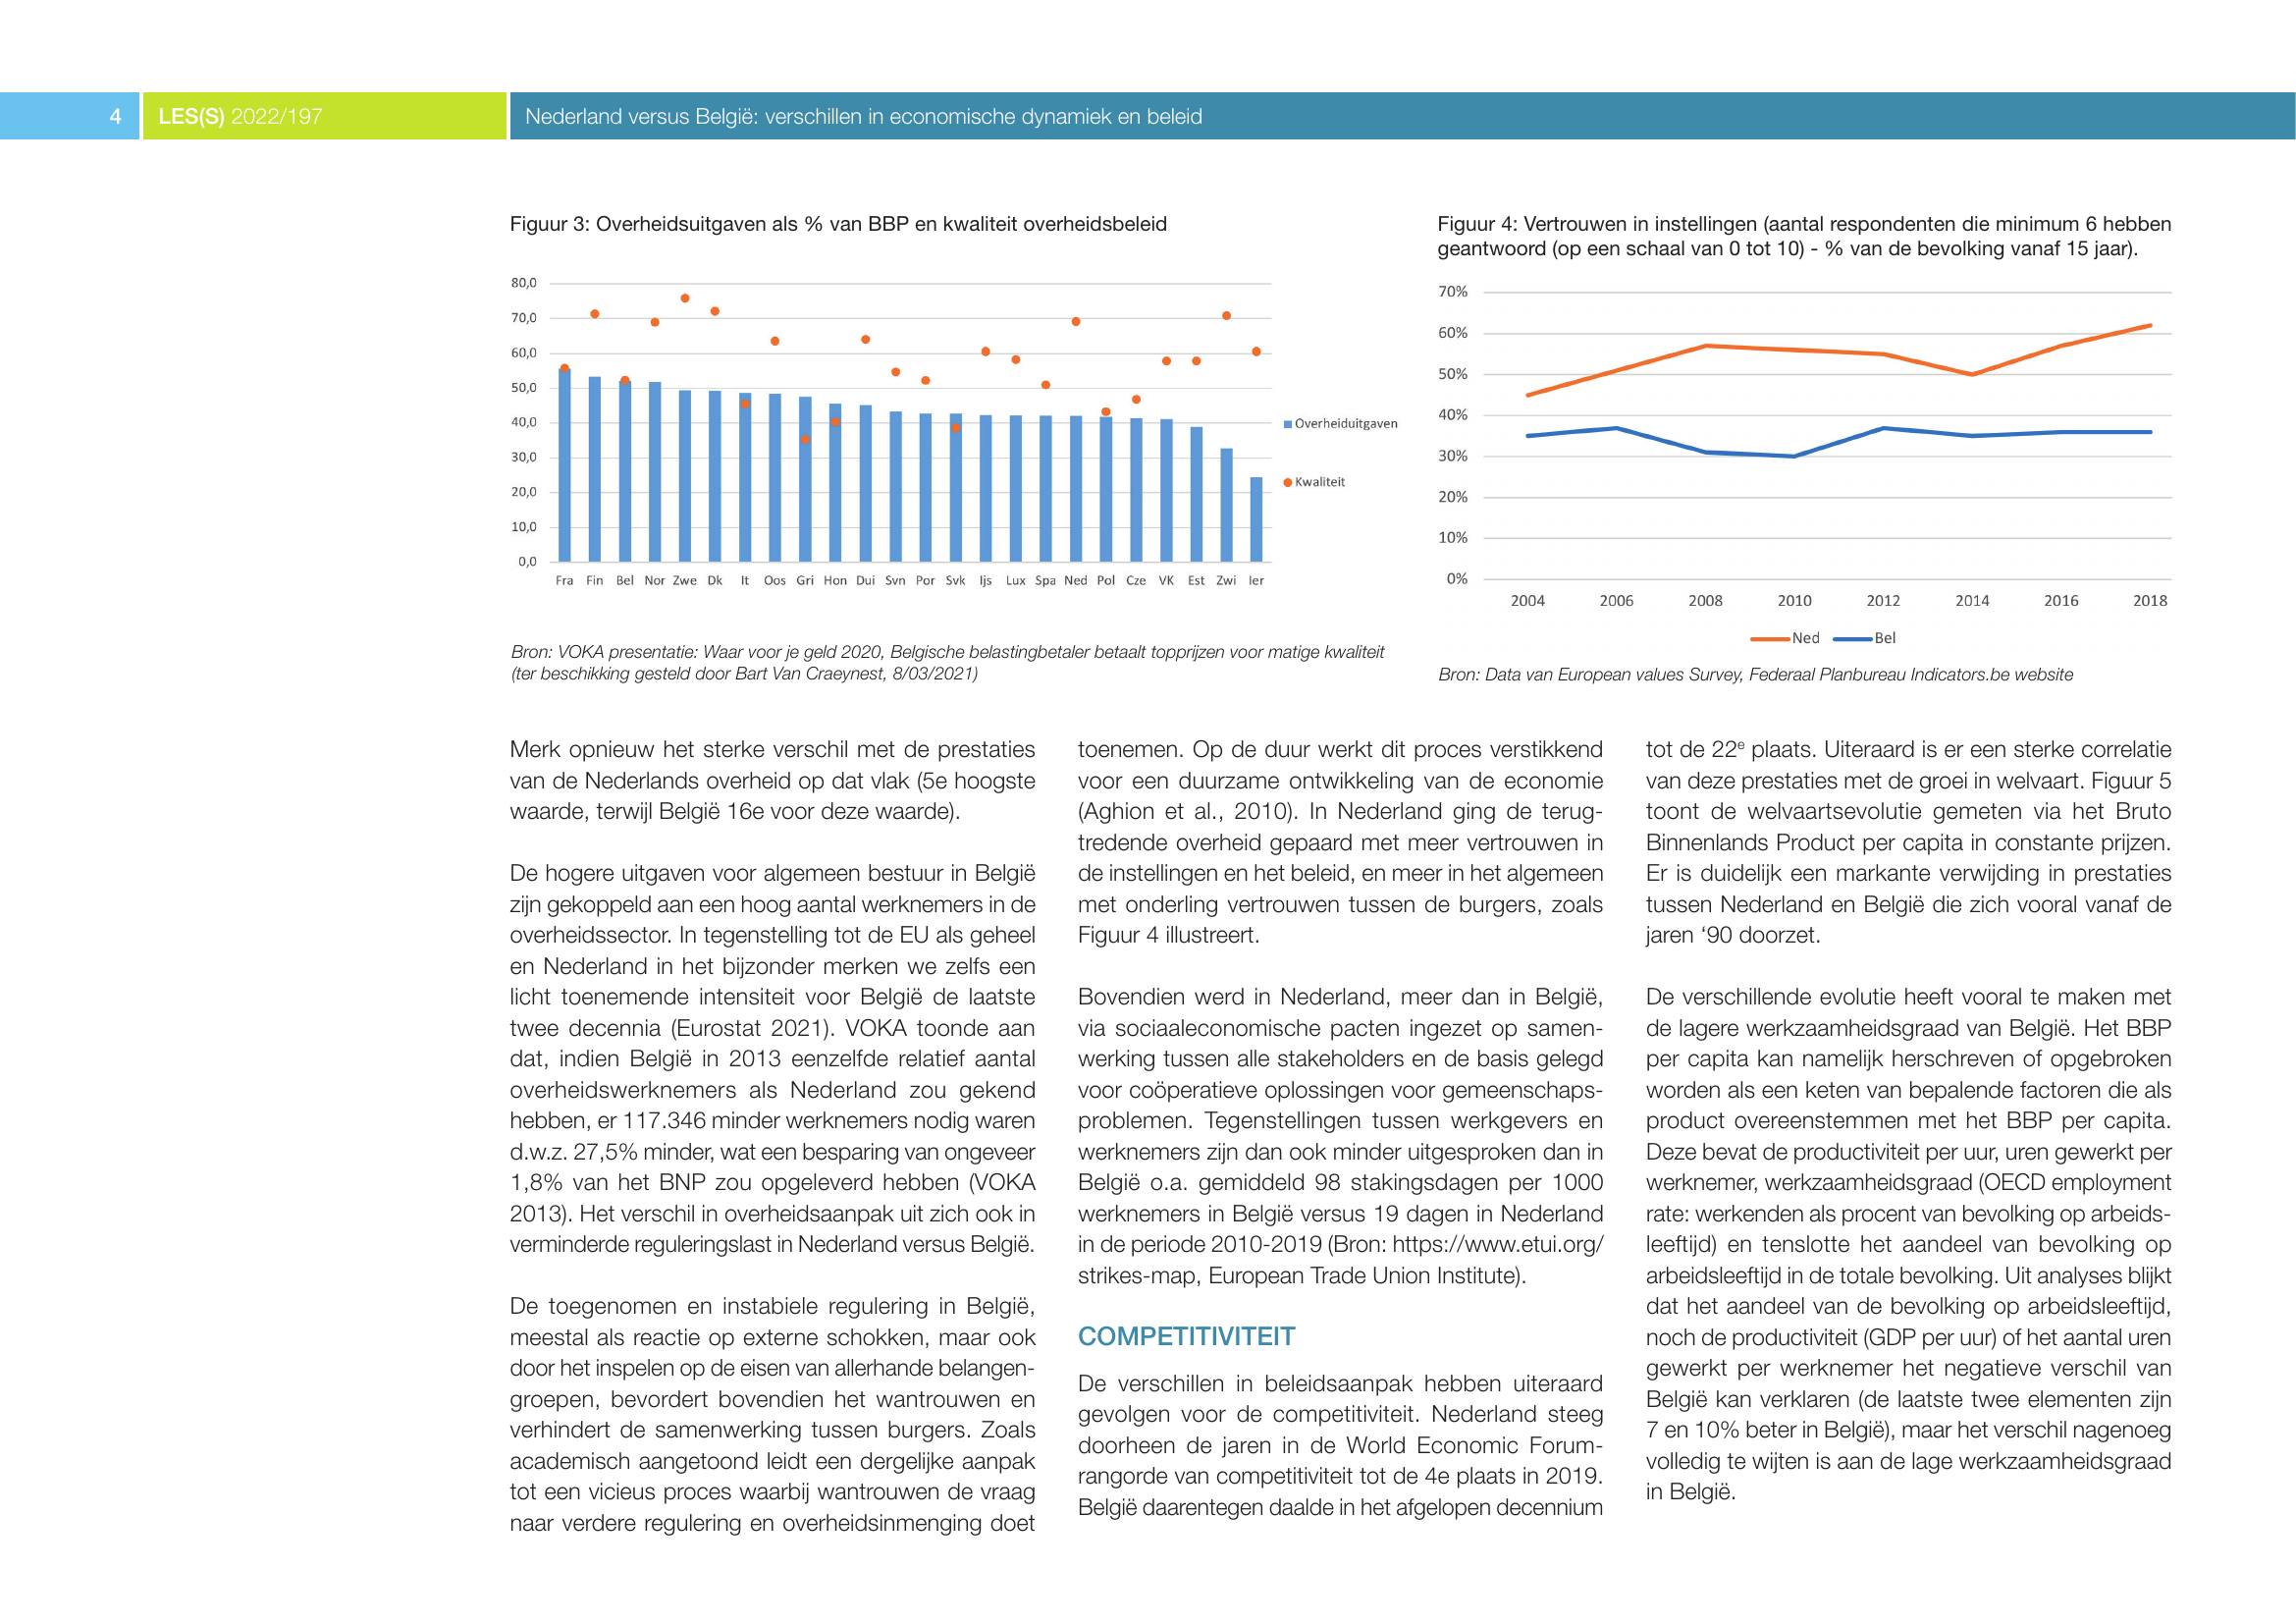 4
LES(S) 2022/197
Nederland versus België: verschillen in economische dynamiek en beleid
Figuur 3: Overheidsuitgaven als % van BBP en kwaliteit overheidsbeleid
80,0
70,0
60,0
50,0
40,0
30,0
20,0
10,0
0,0
Fra Fin Bel Nor Zwe Dk It Oos Gri Hon Dui Svn Por Svk Ijs Lux Spa Ned Pol Cze VK Est Zwi Ier
Overheiduitgaven
Kwaliteit
Bron: VOKA presentatie: Waar voor je geld 2020, Belgische belastingbetaler betaalt topprijzen voor matige kwaliteit
(ter beschikking gesteld door Bart Van Craeynest, 8/03/2021)
Figuur 4: Vertrouwen in instellingen (aantal respondenten die minimum 6 hebben
geantwoord (op een schaal van 0 tot 10) - % van de bevolking vanaf 15 jaar).
70%
60%
50%
40%
30%
20%
10%
0%
2004 2006 2008 2010 2012 2014 2016 2018
Ned Bel
Bron: Data van European values Survey, Federaal Planbureau Indicators.be website
Merk opnieuw het sterke verschil met de prestaties
van de Nederlands overheid op dat vlak (5e hoogste
waarde, terwijl België 16e voor deze waarde).
De hogere uitgaven voor algemeen bestuur in België
zijn gekoppeld aan een hoog aantal werknemers in de
overheidssector. In tegenstelling tot de EU als geheel
en Nederland in het bijzonder merken we zelfs een
licht toenemende intensiteit voor België de laatste
twee decennia (Eurostat 2021). VOKA toonde aan
dat, indien België in 2013 eenzelfde relatief aantal
overheidswerknemers als Nederland zou gekend
hebben, er 117.346 minder werknemers nodig waren
d.w.z. 27,5% minder, wat een besparing van ongeveer
1,8% van het BNP zou opgeleverd hebben (VOKA
2013). Het verschil in overheidsaanpak uit zich ook in
verminderde reguleringslast in Nederland versus België.
De toegenomen en instabiele regulering in België,
meestal als reactie op externe schokken, maar ook
door het inspelen op de eisen van allerhande belangen-
groepen, bevordert bovendien het wantrouwen en
verhindert de samenwerking tussen burgers. Zoals
academisch aangetoond leidt een dergelijke aanpak
tot een vicieus proces waarbij wantrouwen de vraag
naar verdere regulering en overheidsinmenging doet
toenemen. Op de duur werkt dit proces verstikkend
voor een duurzame ontwikkeling van de economie
(Aghion et al., 2010). In Nederland ging de terug-
tredende overheid gepaard met meer vertrouwen in
de instellingen en het beleid, en meer in het algemeen
met onderling vertrouwen tussen de burgers, zoals
Figuur 4 illustreert.
Bovendien werd in Nederland, meer dan in België,
via sociaaleconomische pacten ingezet op samen-
werking tussen alle stakeholders en de basis gelegd
voor coöperatieve oplossingen voor gemeenschaps-
problemen. Tegenstellingen tussen werkgevers en
werknemers zijn dan ook minder uitgesproken dan in
België o.a. gemiddeld 98 stakingsdagen per 1000
werknemers in België versus 19 dagen in Nederland
in de periode 2010-2019 (Bron: https://www.etui.org/
strikes-map, European Trade Union Institute).
COMPETITIVITEIT
De verschillen in beleidsaanpak hebben uiteraard
gevolgen voor de competitiviteit. Nederland steeg
doorheen de jaren in de World Economic Forum-
rangorde van competitiviteit tot de 4e plaats in 2019.
België daarentegen daalde in het afgelopen decennium
tot de 22e plaats. Uiteraard is er een sterke correlatie
van deze prestaties met de groei in welvaart. Figuur 5
toont de welvaartsevolutie gemeten via het Bruto
Binnenlands Product per capita in constante prijzen.
Er is duidelijk een markante verwijding in prestaties
tussen Nederland en België die zich vooral vanaf de
jaren ‘90 doorzet.
De verschillende evolutie heeft vooral te maken met
de lagere werkzaamheidsgraad van België. Het BBP
per capita kan namelijk herschreven of opgebroken
worden als een keten van bepalende factoren die als
product overeenstemmen met het BBP per capita.
Deze bevat de productiviteit per uur, uren gewerkt per
werknemer, werkzaamheidsgraad (OECD employment
rate: werkenden als procent van bevolking op arbeids-
leeftijd) en tenslotte het aandeel van bevolking op
arbeidsleeftijd in de totale bevolking. Uit analyses blijkt
dat het aandeel van de bevolking op arbeidsleeftijd,
noch de productiviteit (GDP per uur) of het aantal uren
gewerkt per werknemer het negatieve verschil van
België kan verklaren (de laatste twee elementen zijn
7 en 10% beter in België), maar het verschil nagenoeg
volledig te wijten is aan de lage werkzaamheidsgraad
in België.